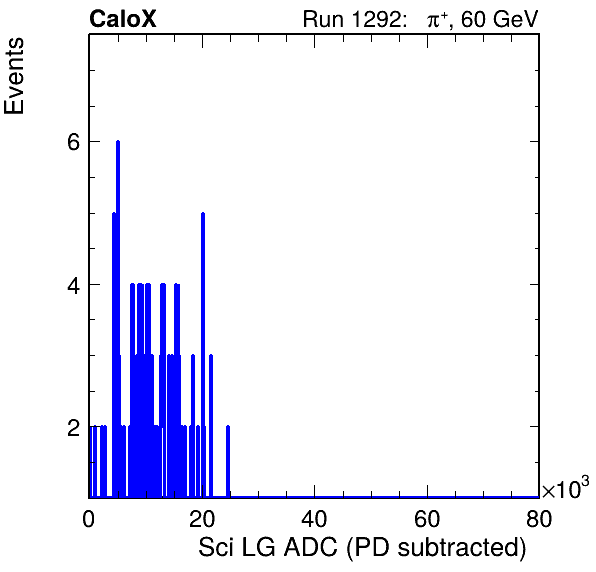 CaloX Run 1292: π⁺, 60 GeV
Events
6
4
2
×10³
0 20 40 60 80
Sci LG ADC (PD subtracted)